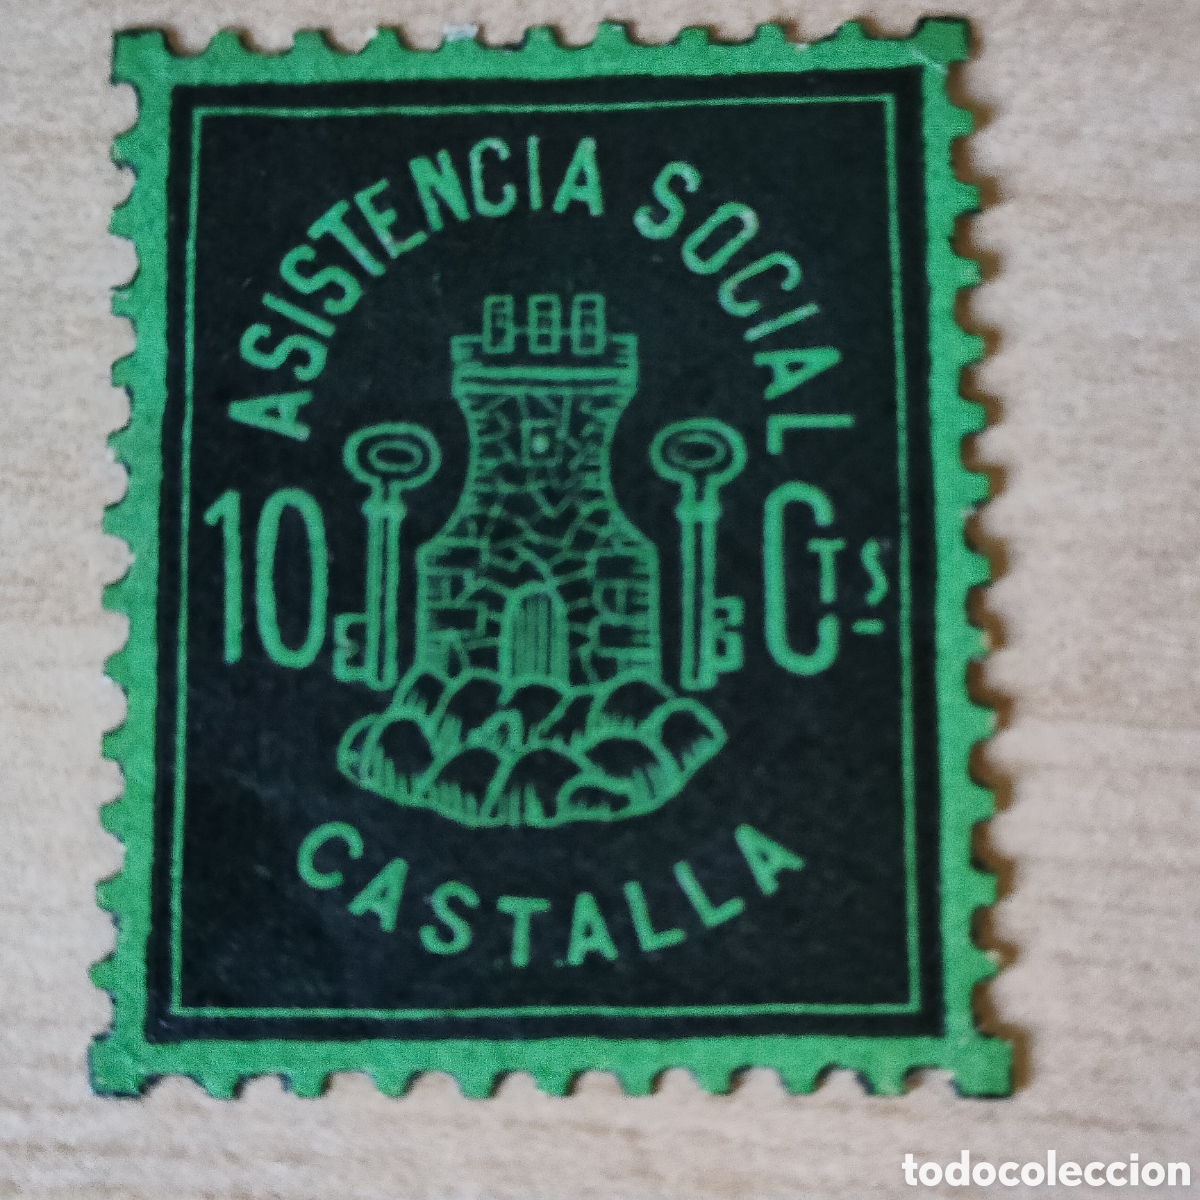 ASISTENCIA SOCIAL
10 CTS
CASTALLA
todocoleccion